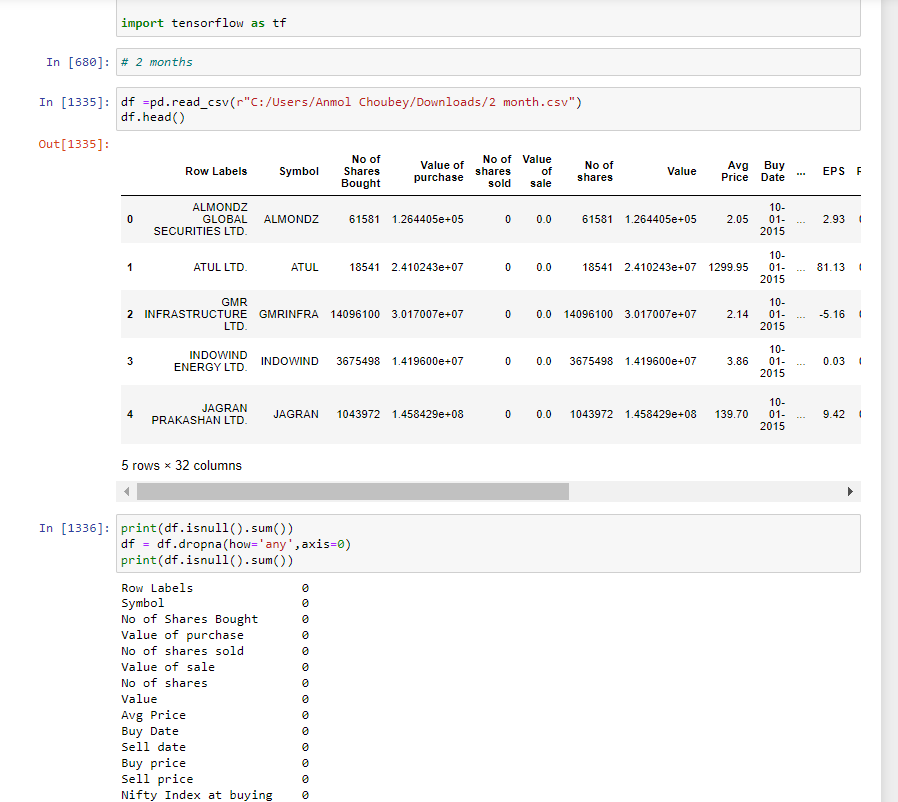 import tensorflow as tf
In [680]: # 2 months
In [1335]: df =pd.read_csv(r"C:/Users/Anmol Choubey/Downloads/2 month.csv")
df.head()
Out[1335]:
Row Labels Symbol No of Shares Bought Value of purchase No of shares sold Value of sale No of shares Value Avg Price Buy Date ... EPS
0 ALMONDZ GLOBAL SECURITIES LTD. ALMONDZ 61581 1.264405e+05 0 0.0 61581 1.264405e+05 2.05 10-01-2015 ... 2.93
1 ATUL LTD. ATUL 18541 2.410243e+07 0 0.0 18541 2.410243e+07 1299.95 10-01-2015 ... 81.13
2 GMR INFRASTRUCTURE LTD. GMRINFRA 14096100 3.017007e+07 0 0.0 14096100 3.017007e+07 2.14 10-01-2015 ... -5.16
3 INDOWIND ENERGY LTD. INDOWIND 3675498 1.419600e+07 0 0.0 3675498 1.419600e+07 3.86 10-01-2015 ... 0.03
4 JAGRAN PRAKASHAN LTD. JAGRAN 1043972 1.458429e+08 0 0.0 1043972 1.458429e+08 139.70 10-01-2015 ... 9.42
5 rows × 32 columns
In [1336]: print(df.isnull().sum())
df = df.dropna(how='any',axis=0)
print(df.isnull().sum())
Row Labels 0
Symbol 0
No of Shares Bought 0
Value of purchase 0
No of shares sold 0
Value of sale 0
No of shares 0
Value 0
Avg Price 0
Buy Date 0
Sell date 0
Buy price 0
Sell price 0
Nifty Index at buying 0